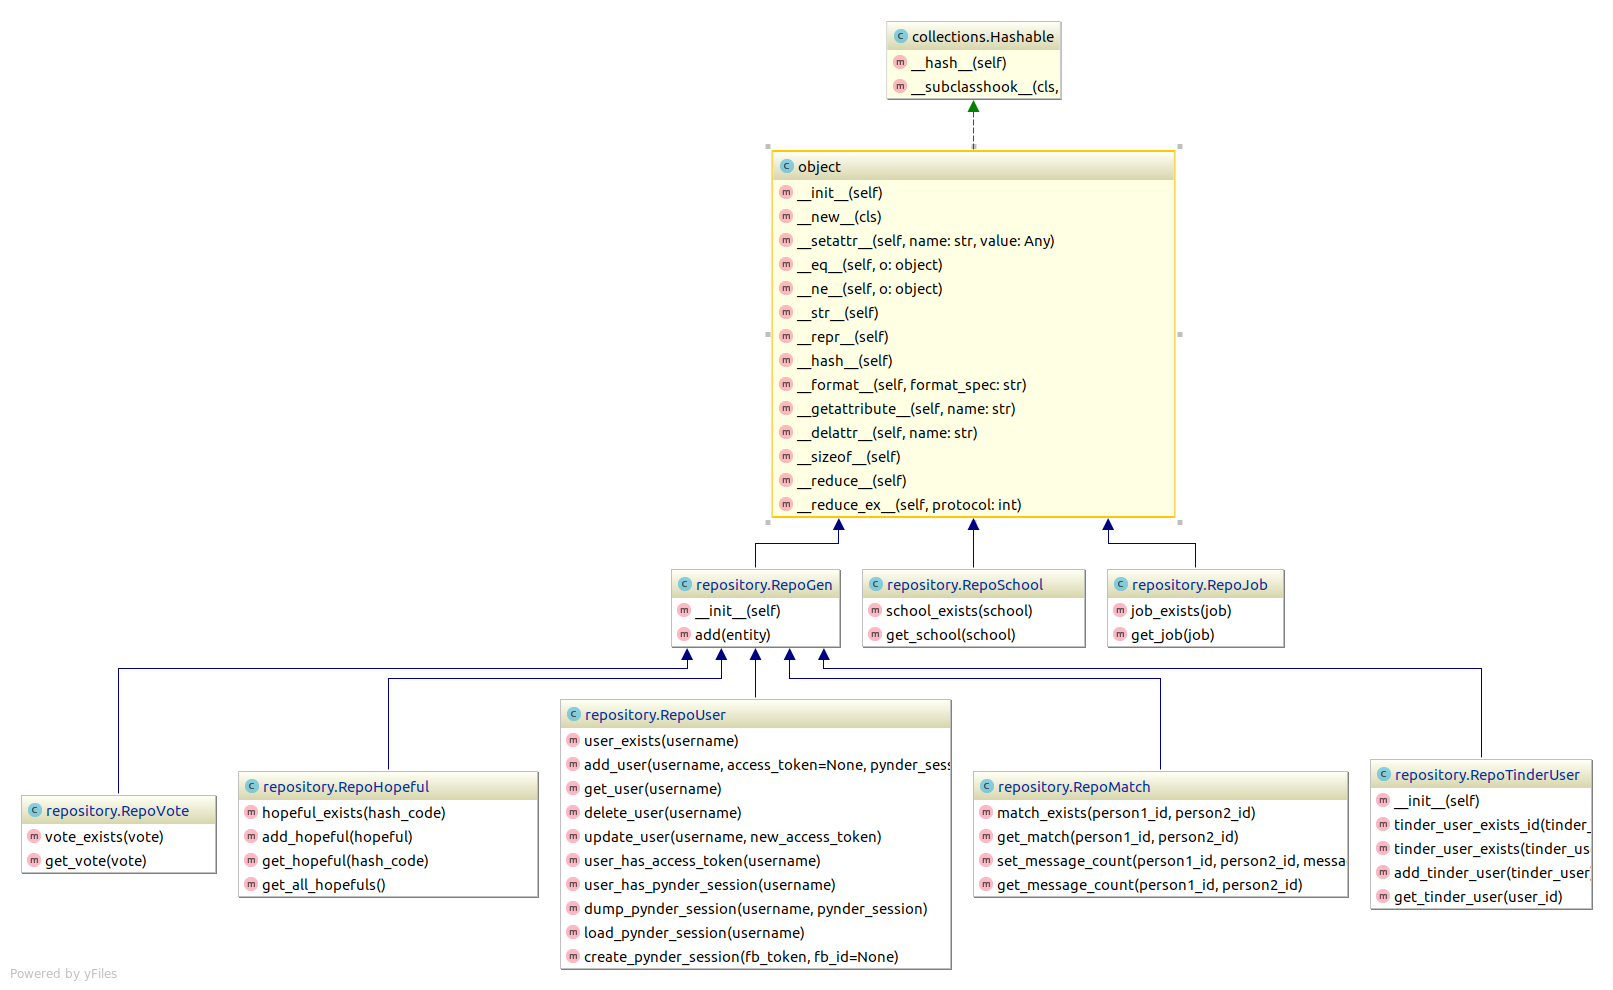 collections.Hashable
__hash__(self)
__subclasshook__(cls,
object
__init__(self)
__new__(cls)
__setattr__(self, name: str, value: Any)
__eq__(self, o: object)
__ne__(self, o: object)
__str__(self)
__repr__(self)
__hash__(self)
__format__(self, format_spec: str)
__getattribute__(self, name: str)
__delattr__(self, name: str)
__sizeof__(self)
__reduce__(self)
__reduce_ex__(self, protocol: int)
repository.RepoGen
__init__(self)
add(entity)
repository.RepoSchool
school_exists(school)
get_school(school)
repository.RepoJob
job_exists(job)
get_job(job)
repository.RepoVote
vote_exists(vote)
get_vote(vote)
repository.RepoHopeful
hopeful_exists(hash_code)
add_hopeful(hopeful)
get_hopeful(hash_code)
get_all_hopefuls()
repository.RepoUser
user_exists(username)
add_user(username, access_token=None, pynder_sess
get_user(username)
delete_user(username)
update_user(username, new_access_token)
user_has_access_token(username)
user_has_pynder_session(username)
dump_pynder_session(username, pynder_session)
load_pynder_session(username)
create_pynder_session(fb_token, fb_id=None)
repository.RepoMatch
match_exists(person1_id, person2_id)
get_match(person1_id, person2_id)
set_message_count(person1_id, person2_id, messa
get_message_count(person1_id, person2_id)
repository.RepoTinderUser
__init__(self)
tinder_user_exists_id(tinder_
tinder_user_exists(tinder_us
add_tinder_user(tinder_user
get_tinder_user(user_id)
Powered by yFiles